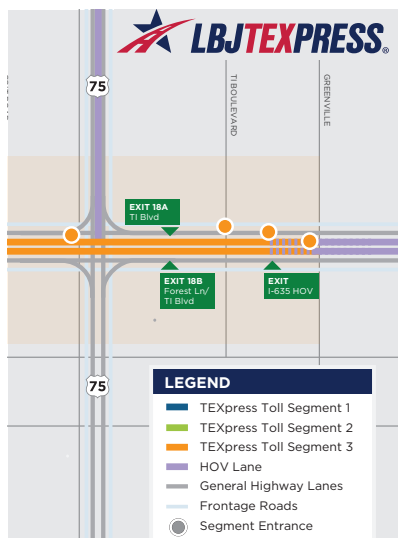 LBJTEXPRESS®
75
TI BOULEVARD
GREENVILLE
EXIT 18A
TI Blvd
EXIT 18B
Forest Ln/
TI Blvd
EXIT
I-635 HOV
75
LEGEND
TEXpress Toll Segment 1
TEXpress Toll Segment 2
TEXpress Toll Segment 3
HOV Lane
General Highway Lanes
Frontage Roads
Segment Entrance